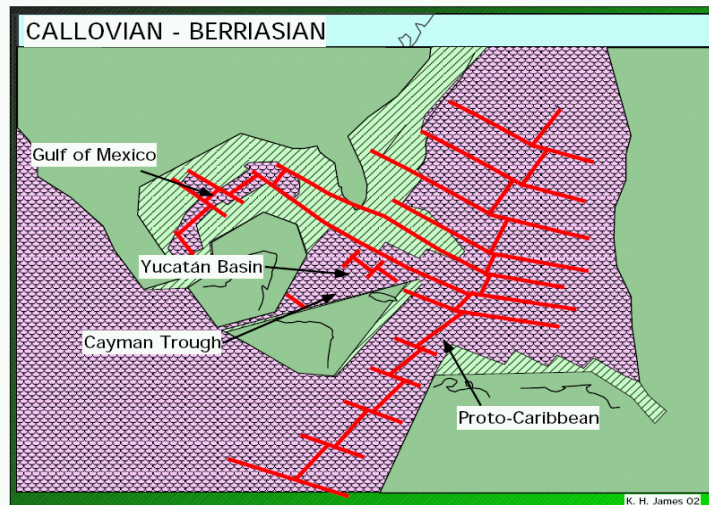 CALLOVIAN - BERRIASIAN
Gulf of Mexico
Yucatán Basin
Cayman Trough
Proto-Caribbean
K. H. James 02